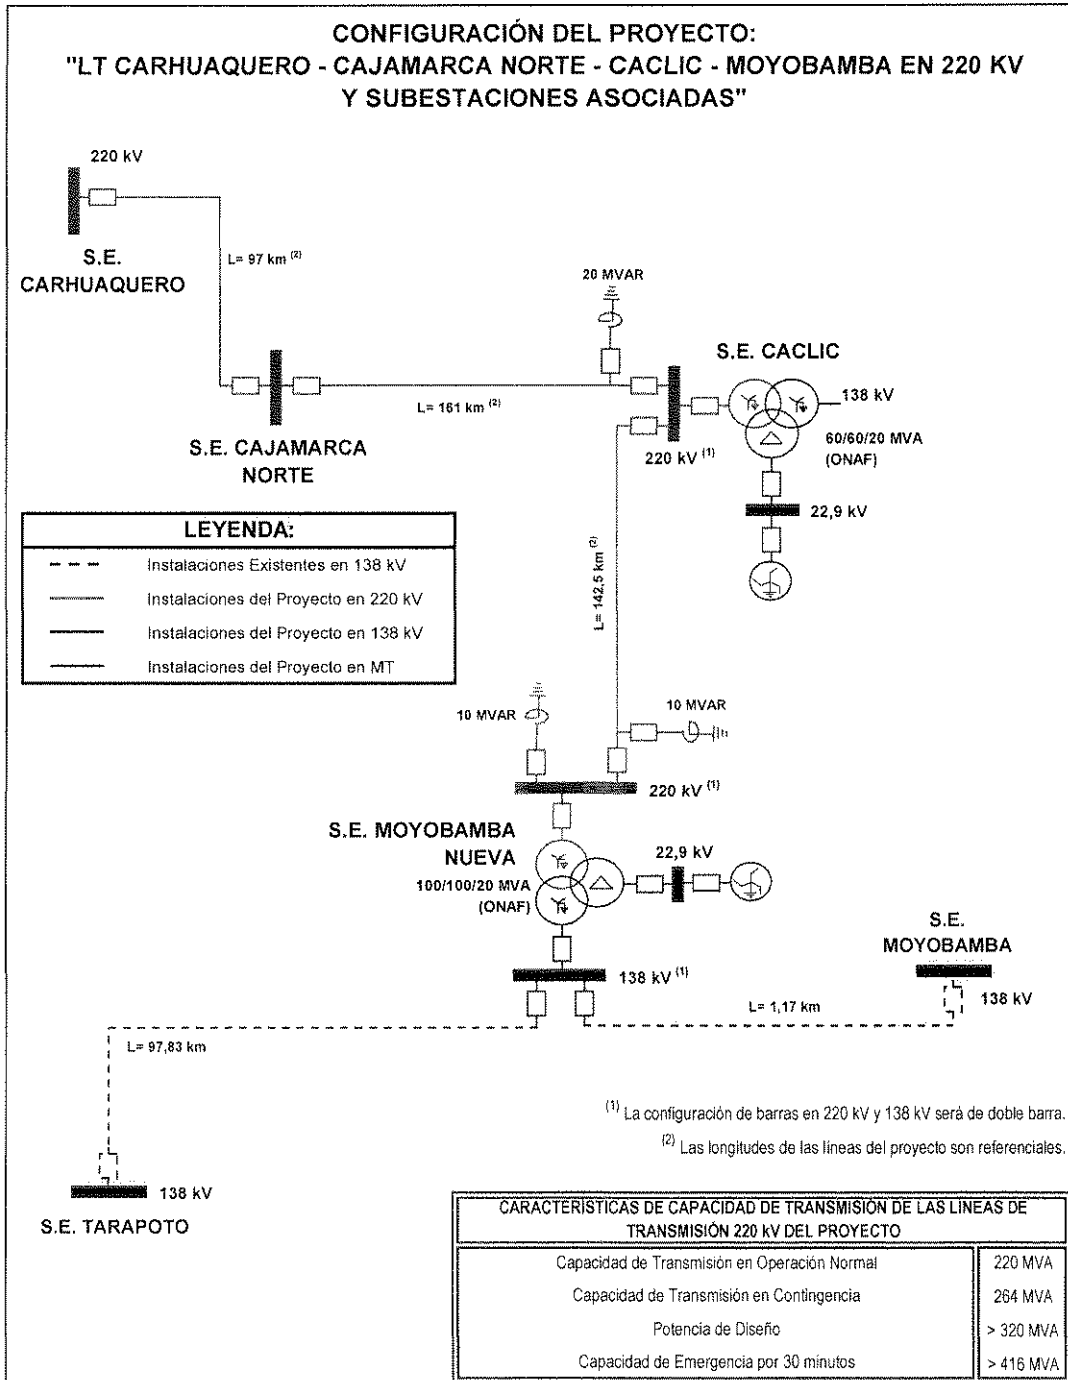 CONFIGURACIÓN DEL PROYECTO:
"LT CARHUAQUERO - CAJAMARCA NORTE - CACLIC - MOYOBAMBA EN 220 KV
Y SUBESTACIONES ASOCIADAS"
220 kV
S.E.
CARHUAQUERO
L= 97 km (2)
20 MVAR
S.E. CACLIC
138 kV
L= 161 km (2)
S.E. CAJAMARCA
NORTE
220 kV (1)
60/60/20 MVA
(ONAF)
22,9 kV
LEYENDA:
Instalaciones Existentes en 138 kV
Instalaciones del Proyecto en 220 kV
Instalaciones del Proyecto en 138 kV
Instalaciones del Proyecto en MT
L= 142,5 km (2)
10 MVAR
10 MVAR
220 kV (1)
S.E. MOYOBAMBA
NUEVA
100/100/20 MVA
(ONAF)
22,9 kV
S.E.
MOYOBAMBA
138 kV (1)
138 kV
L= 1,17 km
L= 97,83 km
(1) La configuración de barras en 220 kV y 138 kV será de doble barra.
(2) Las longitudes de las líneas del proyecto son referenciales.
138 kV
S.E. TARAPOTO
CARACTERÍSTICAS DE CAPACIDAD DE TRANSMISIÓN DE LAS LÍNEAS DE
TRANSMISIÓN 220 kV DEL PROYECTO
Capacidad de Transmisión en Operación Normal 220 MVA
Capacidad de Transmisión en Contingencia 264 MVA
Potencia de Diseño > 320 MVA
Capacidad de Emergencia por 30 minutos > 416 MVA